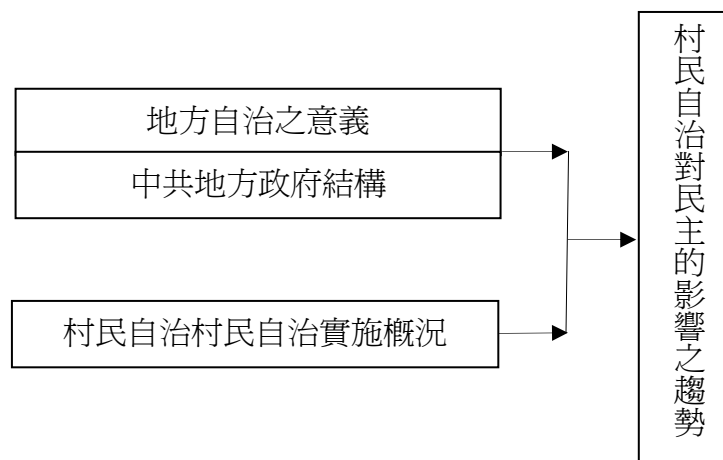 地方自治之意義
中共地方政府結構
村民自治村民自治實施概況
村民自治對民主的影響之趨勢